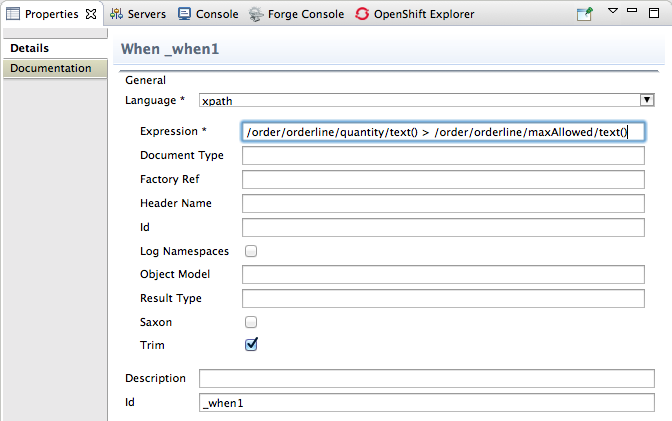 Properties Servers Console Forge Console OpenShift Explorer
Details
Documentation
When _when1
General
Language * xpath
Expression * /order/orderline/quantity/text() > /order/orderline/maxAllowed/text()
Document Type
Factory Ref
Header Name
Id
Log Namespaces
Object Model
Result Type
Saxon
Trim
Description
Id _when1